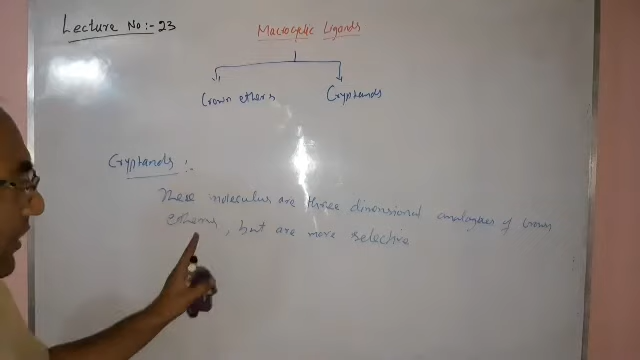 Lecture No:- 23
Macrocyclic Ligands
Crown ethers
Cryptands
Cryptands :-
These molecules are three dimensional analogues of crown
ethers, but are more selective